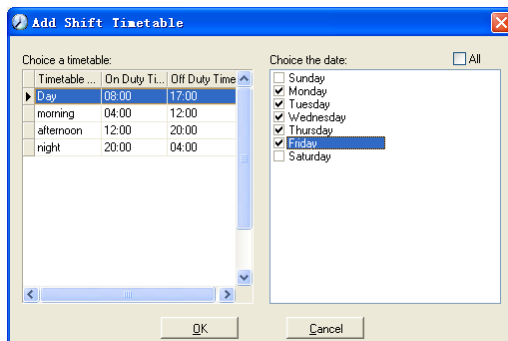 Add Shift Timetable
Choice a timetable:
Timetable ... On Duty Ti... Off Duty Time
Day 08:00 17:00
morning 04:00 12:00
afternoon 12:00 20:00
night 20:00 04:00
Choice the date:
All
Sunday
Monday
Tuesday
Wednesday
Thursday
Friday
Saturday
OK
Cancel